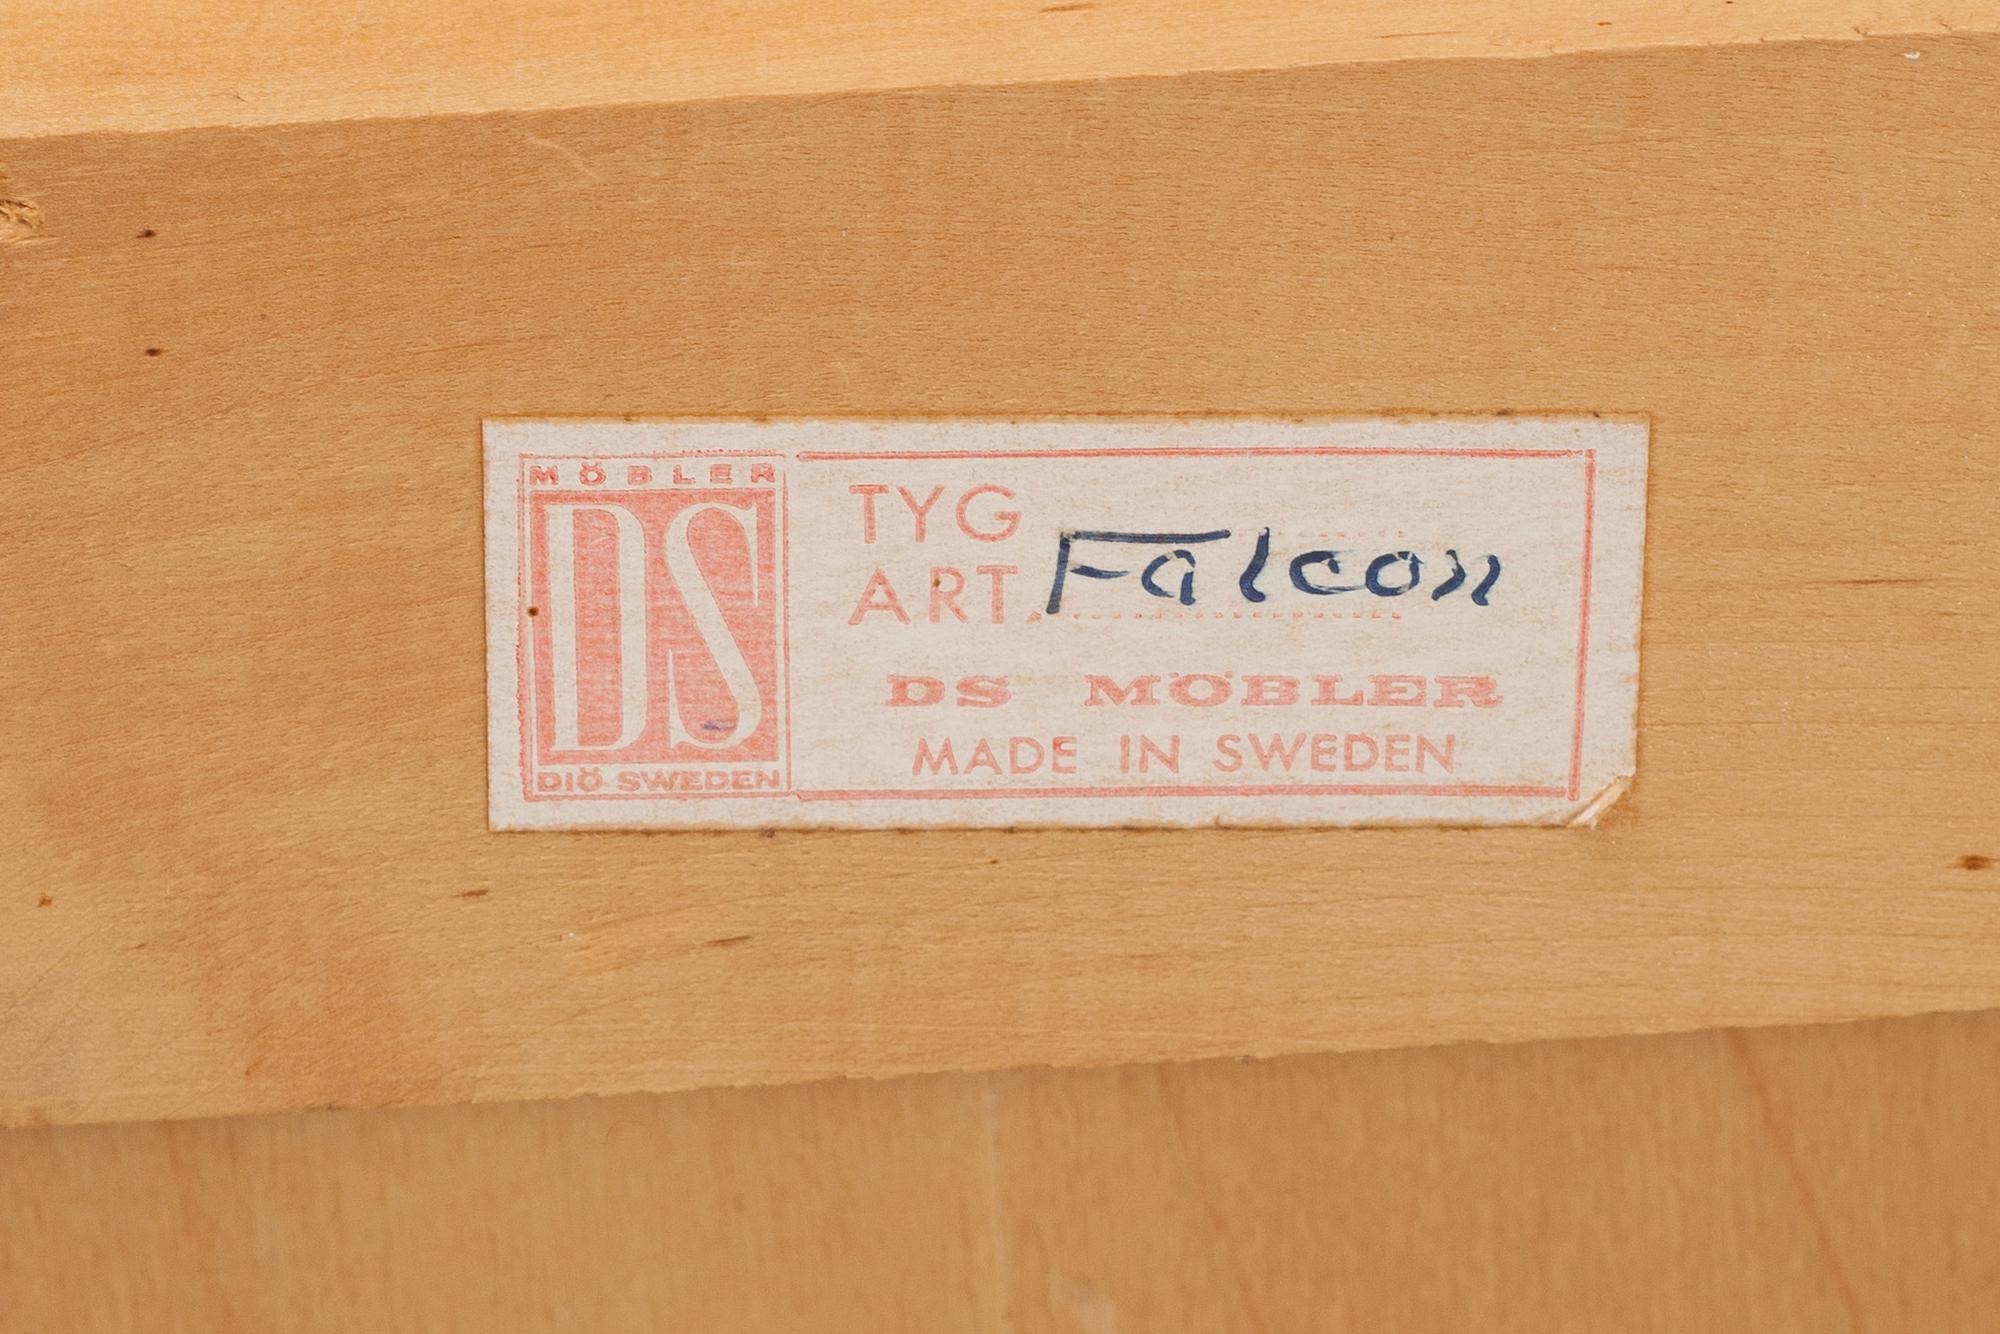 MÖBLER
DS
DIÖ SWEDEN
TYG
ART. Falcon
DS MÖBLER
MADE IN SWEDEN